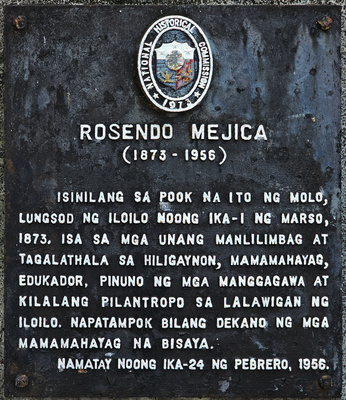 NATIONAL HISTORICAL COMMISSION
1973
ROSENDO MEJICA
(1873 - 1956)
ISINILANG SA POOK NA ITO NG MOLO,
LUNGSOD NG ILOILO NOONG IKA-1 NG MARSO,
1873. ISA SA MGA UNANG MANLILIMBAG AT
TAGALATHALA SA HILIGAYNON, MAMAMAHAYAG,
EDUKADOR, PINUNO NG MGA MANGGAGAWA AT
KILALANG PILANTROPO SA LALAWIGAN NG
ILOILO. NAPATAMPOK BILANG DEKANO NG MGA
MAMAMAHAYAG NA BISAYA.
NAMATAY NOONG IKA-24 NG PEBRERO, 1956.